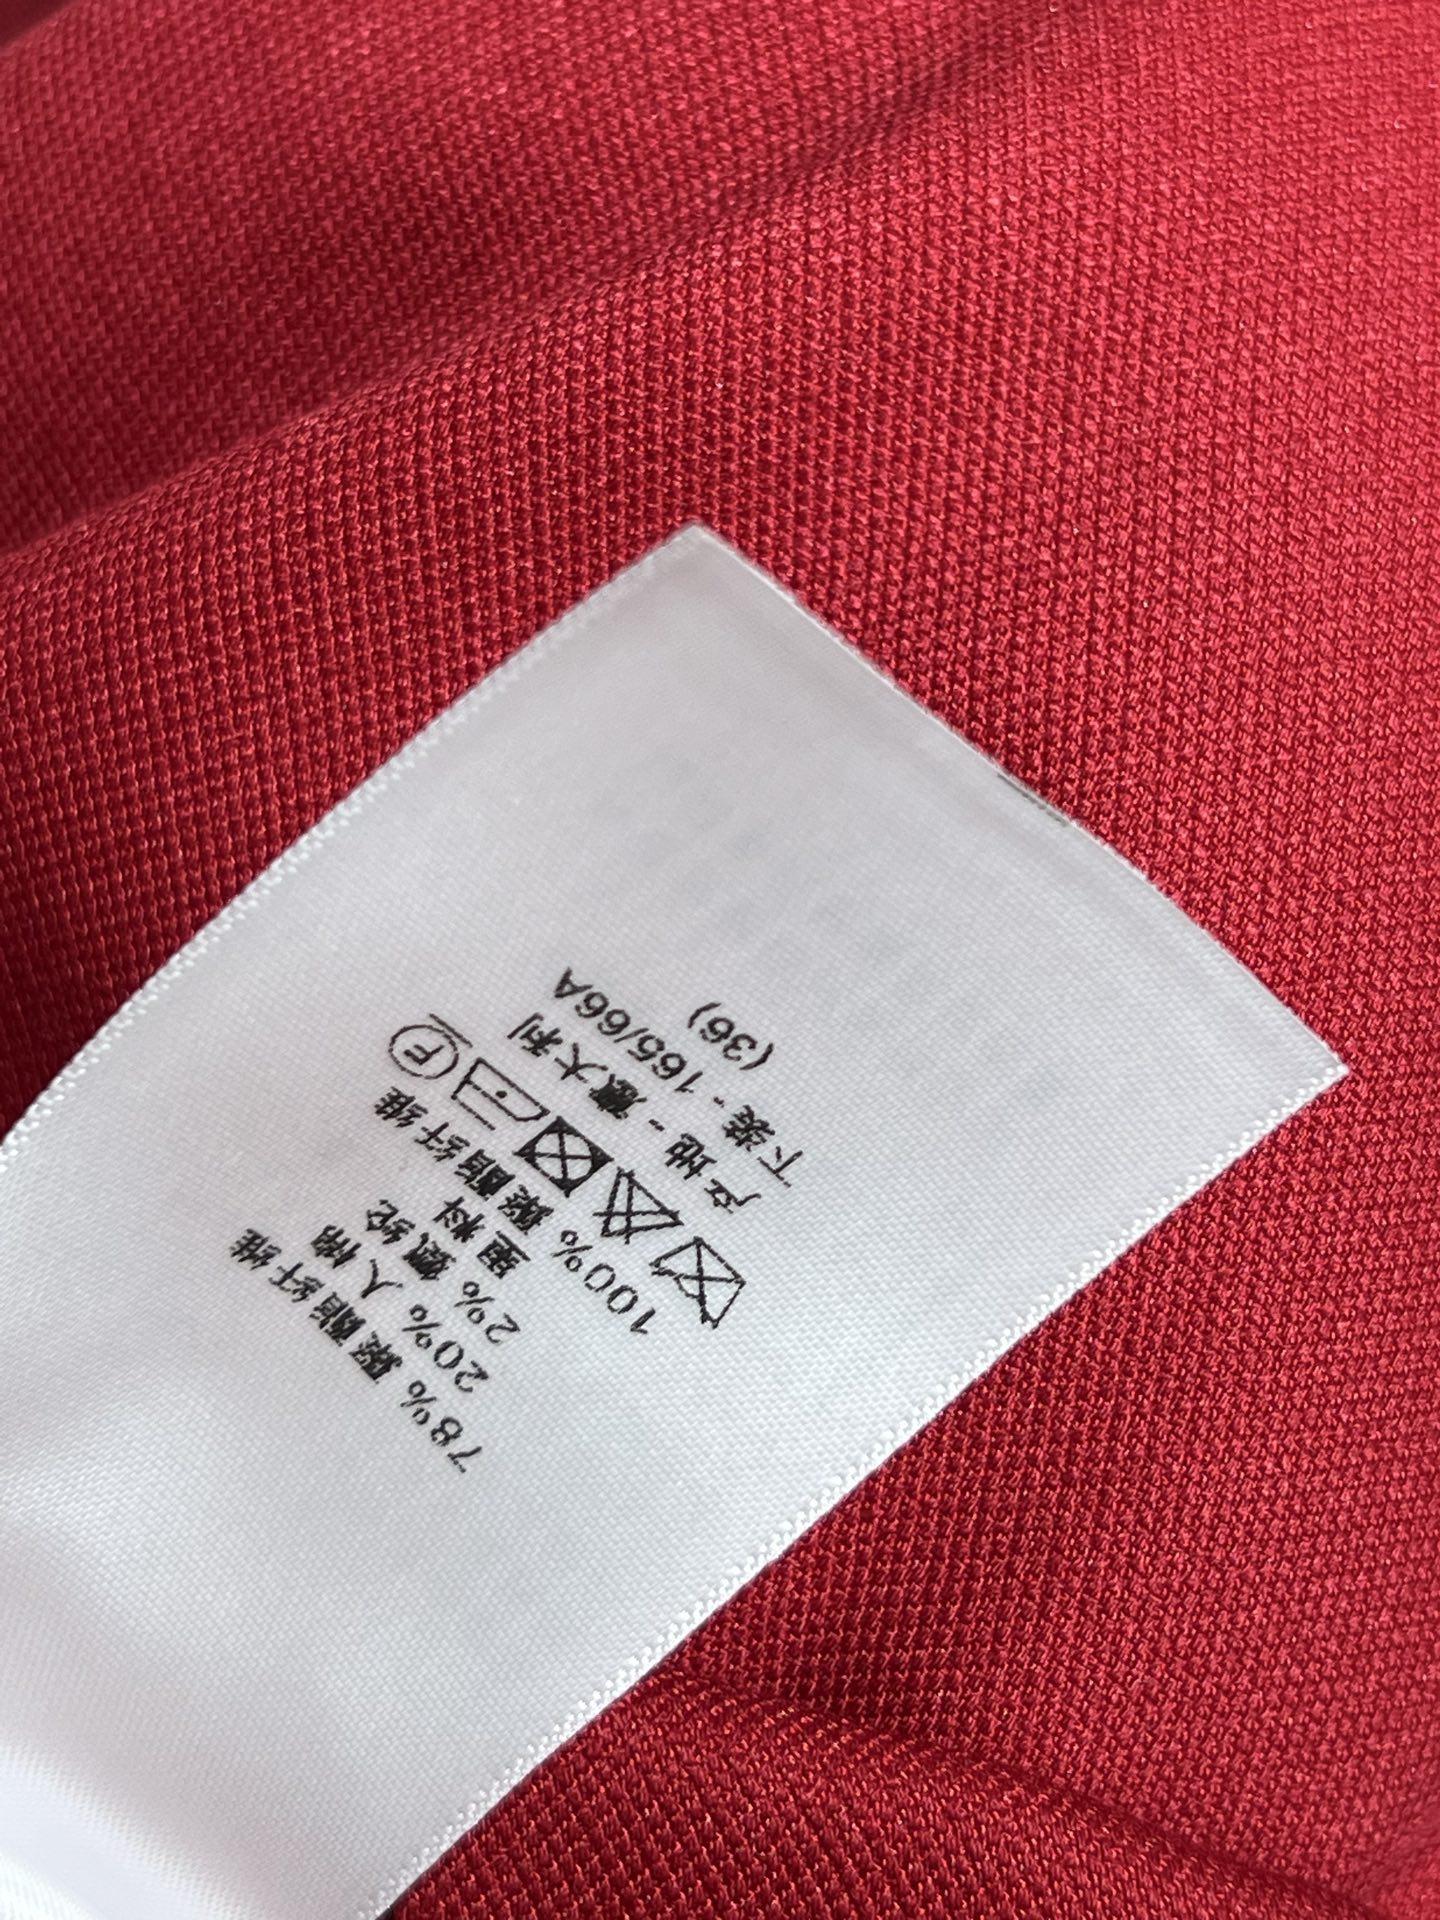 78% 聚酯纤维
20% 人棉
2% 氨纶
里料
100% 聚酯纤维
F
产地 - 意大利
下装 - 165/66A
(36)